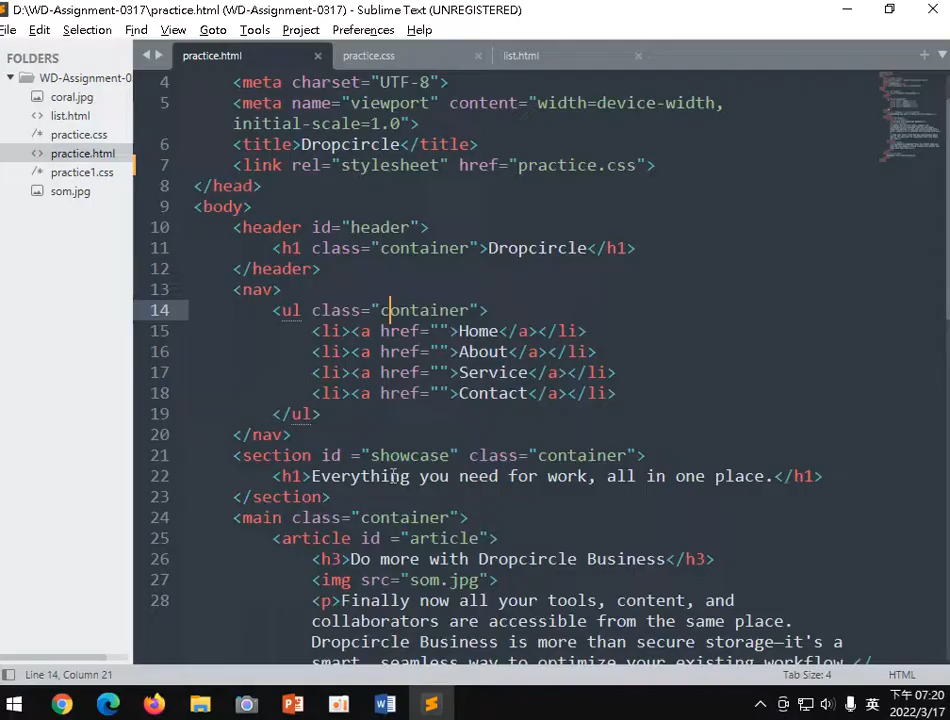 D:\WD-Assignment-0317\practice.html (WD-Assignment-0317) - Sublime Text (UNREGISTERED)
File Edit Selection Find View Goto Tools Project Preferences Help
FOLDERS
WD-Assignment-0
coral.jpg
list.html
practice.css
practice.html
practice1.css
som.jpg
practice.html practice.css list.html
4 <meta charset="UTF-8">
5 <meta name="viewport" content="width=device-width,
initial-scale=1.0">
6 <title>Dropcircle</title>
7 <link rel="stylesheet" href="practice.css">
8 </head>
9 <body>
10 <header id="header">
11 <h1 class="container">Dropcircle</h1>
12 </header>
13 <nav>
14 <ul class="container">
15 <li><a href="">Home</a></li>
16 <li><a href="">About</a></li>
17 <li><a href="">Service</a></li>
18 <li><a href="">Contact</a></li>
19 </ul>
20 </nav>
21 <section id ="showcase" class="container">
22 <h1>Everything you need for work, all in one place.</h1>
23 </section>
24 <main class="container">
25 <article id ="article">
26 <h3>Do more with Dropcircle Business</h3>
27 <img src="som.jpg">
28 <p>Finally now all your tools, content, and
collaborators are accessible from the same place.
Dropcircle Business is more than secure storage—it's a
smart, seamless way to optimize your existing workflow.</
Line 14, Column 21
Tab Size: 4
HTML
英
下午 07:20
2022/3/17